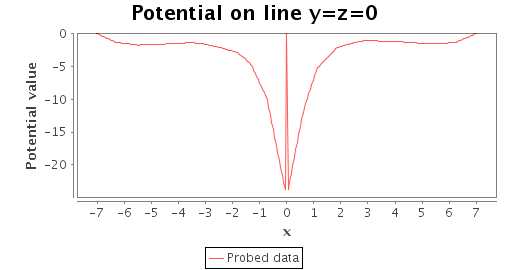 Potential on line y=z=0
Potential value
0
-5
-10
-15
-20
-7 -6 -5 -4 -3 -2 -1 0 1 2 3 4 5 6 7
x
Probed data